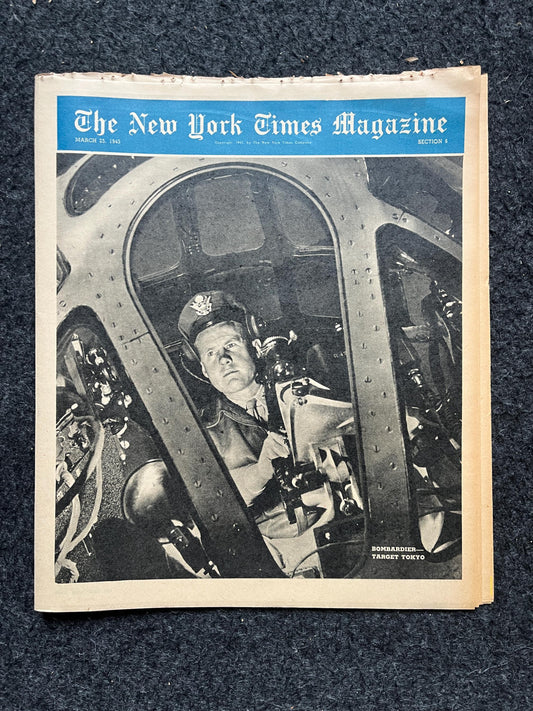 The New York Times Magazine
MARCH 25, 1945
Copyright 1945, by The New York Times Company
SECTION 6
BOMBARDIER—
TARGET TOKYO